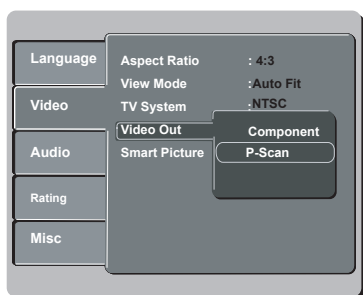 Language
Video
Audio
Rating
Misc
Aspect Ratio : 4:3
View Mode :Auto Fit
TV System :NTSC
Video Out
Smart Picture
Component
P-Scan